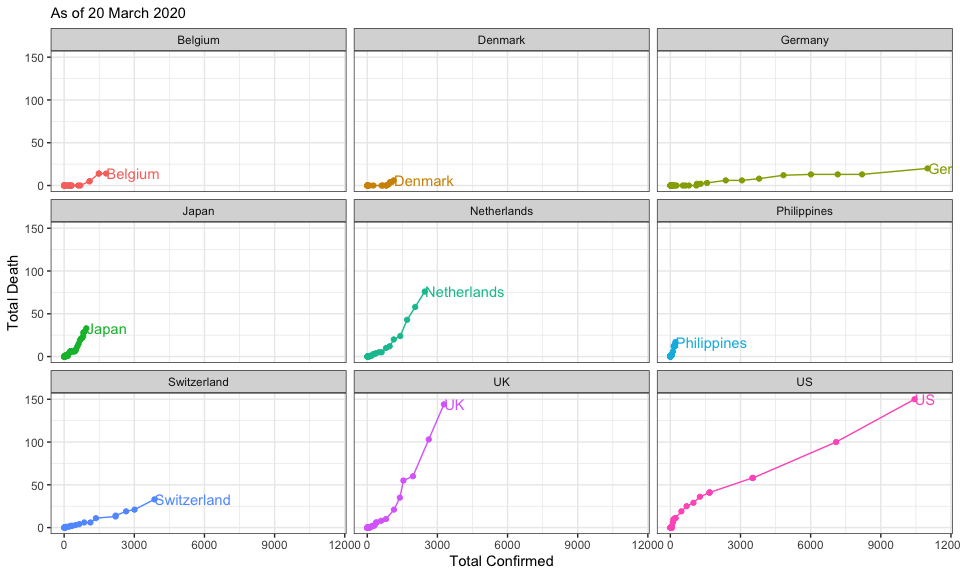 As of 20 March 2020
Belgium Denmark Germany
150
100
50
0
Belgium Denmark Ger
Japan Netherlands Philippines
150
100
50
0
Japan Netherlands Philippines
Switzerland UK US
150
100
50
0
Switzerland UK US
0 3000 6000 9000 12000 0 3000 6000 9000 12000 0 3000 6000 9000 1200
Total Confirmed
Total Death